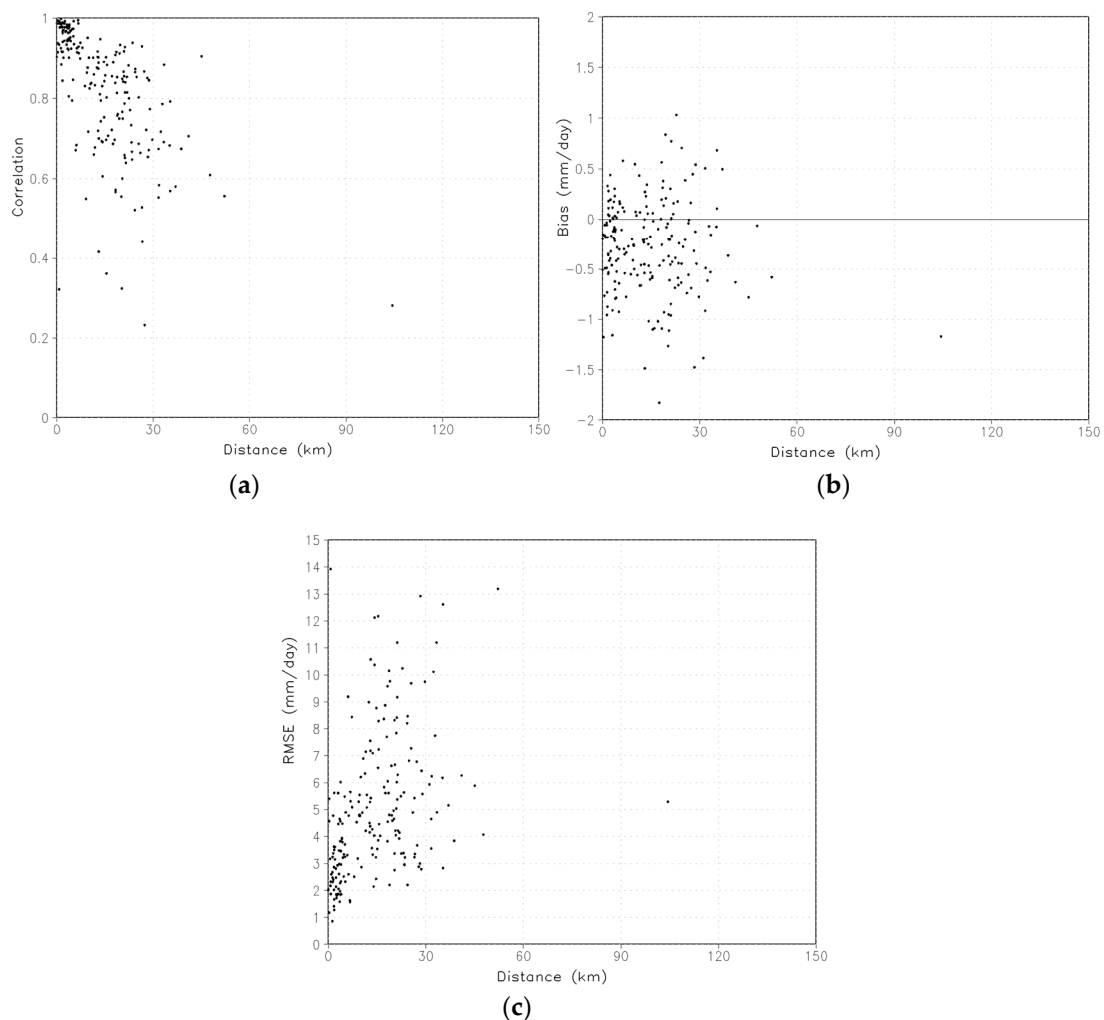 1
0.8
0.6
0.4
0.2
0
Correlation
0 30 60 90 120 150
Distance (km)
(a)
2
1.5
1
0.5
0
−0.5
−1
−1.5
−2
Bias (mm/day)
0 30 60 90 120 150
Distance (km)
(b)
15
14
13
12
11
10
9
8
7
6
5
4
3
2
1
0
RMSE (mm/day)
0 30 60 90 120 150
Distance (km)
(c)